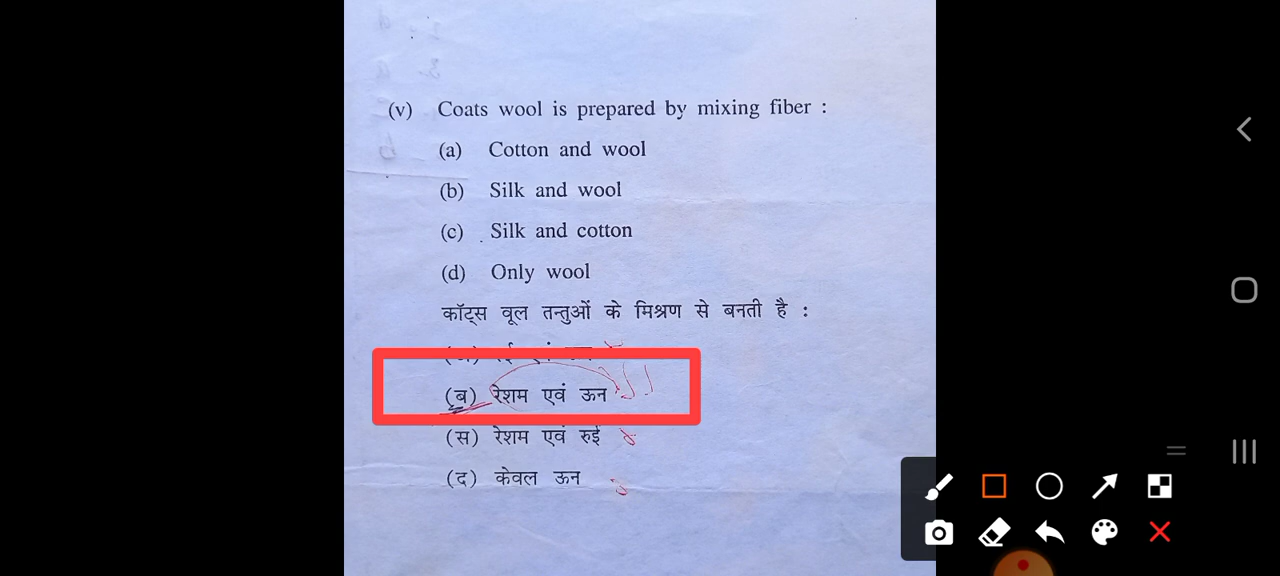 (v) Coats wool is prepared by mixing fiber :
(a) Cotton and wool
(b) Silk and wool
(c) Silk and cotton
(d) Only wool
कॉट्स वूल तन्तुओं के मिश्रण से बनती है :
(ब) रेशम एवं ऊन
(स) रेशम एवं रुई
(द) केवल ऊन